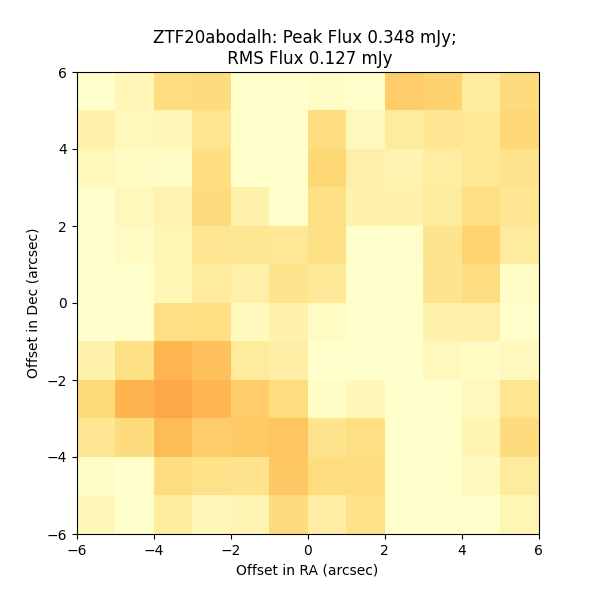 ZTF20abodalh: Peak Flux 0.348 mJy;
RMS Flux 0.127 mJy
6
4
2
0
−2
−4
−6
Offset in Dec (arcsec)
−6 −4 −2 0 2 4 6
Offset in RA (arcsec)